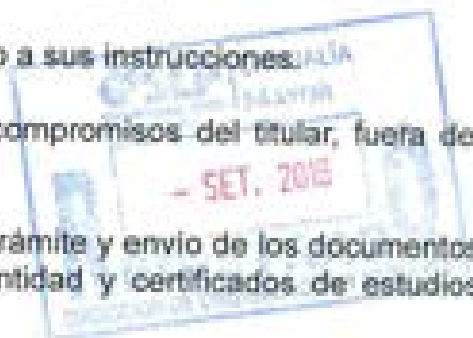 o a sus instrucciones.
compromisos del titular, fuera de
- SET. 2018
rámite y envío de los documentos
ntidad y certificados de estudios